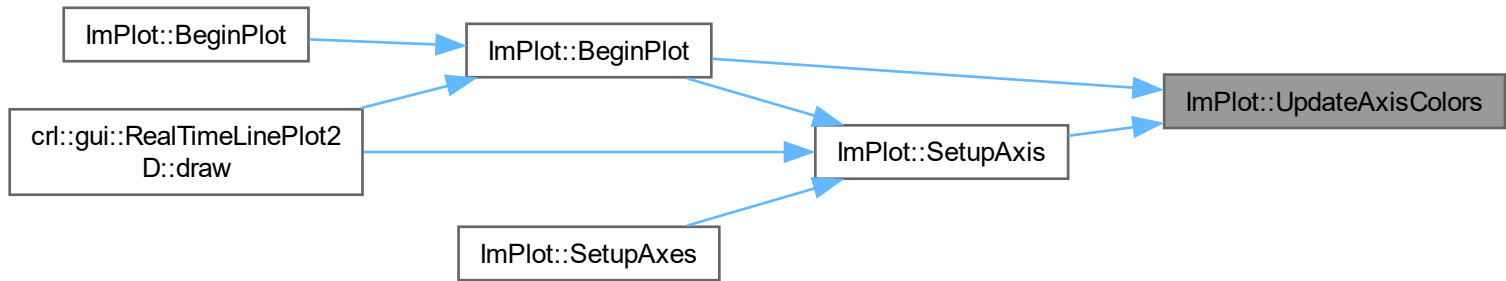 ImPlot::BeginPlot
ImPlot::BeginPlot
ImPlot::UpdateAxisColors
crl::gui::RealTimeLinePlot2
D::draw
ImPlot::SetupAxis
ImPlot::SetupAxes